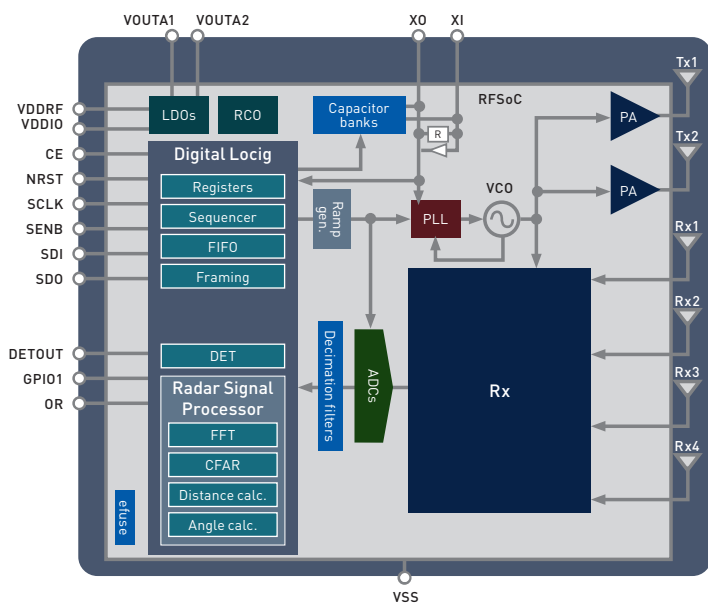 VOUTA1
VOUTA2
XO
XI
Tx1
VDDRF
VDDIO
LDOs
RCO
Capacitor
banks
RFSoC
PA
R
CE
Digital Locig
Tx2
NRST
Registers
VCO
PA
SCLK
Sequencer
Ramp
gen.
PLL
SENB
FIFO
Rx1
SDI
Framing
SDO
Rx2
DETOUT
DET
Decimation filters
ADCs
Rx
GPIO1
Radar Signal
Processor
Rx3
OR
FFT
CFAR
Rx4
Distance calc.
efuse
Angle calc.
VSS